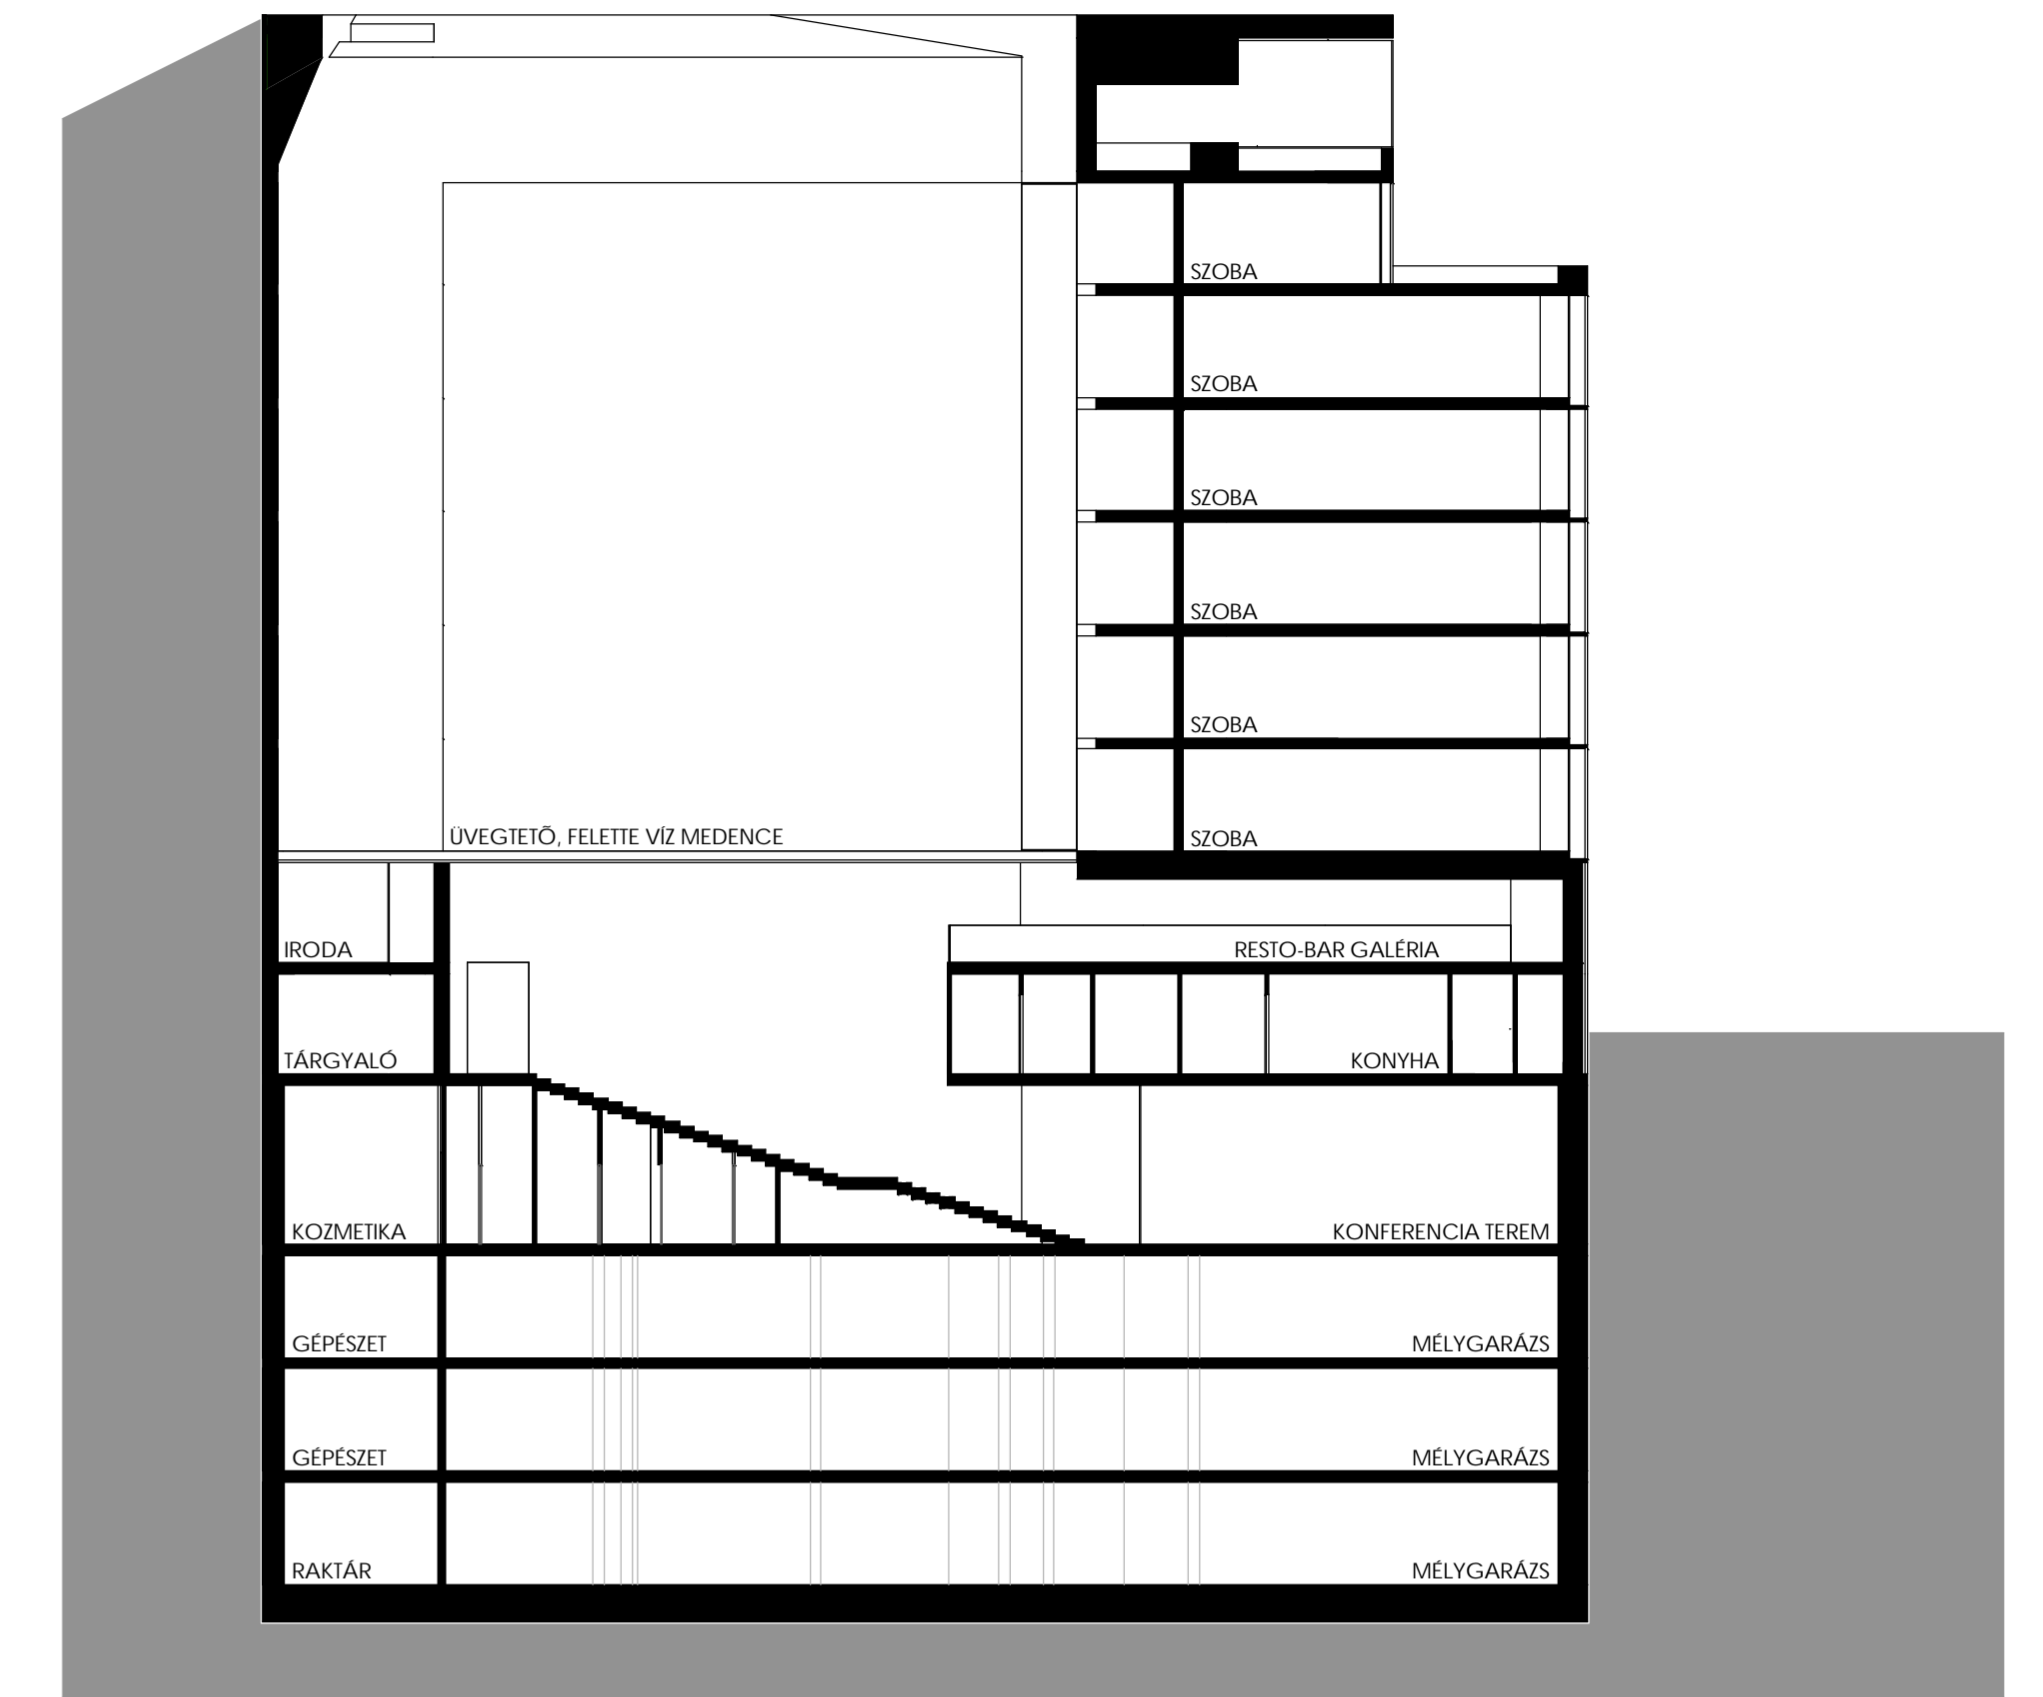 SZOBA
SZOBA
SZOBA
SZOBA
SZOBA
ÜVEGTETÕ, FELETTE VÍZ MEDENCE
SZOBA
IRODA
RESTO-BAR GALÉRIA
TÁRGYALÓ
KONYHA
KOZMETIKA
KONFERENCIA TEREM
GÉPÉSZET
MÉLYGARÁZS
GÉPÉSZET
MÉLYGARÁZS
RAKTÁR
MÉLYGARÁZS